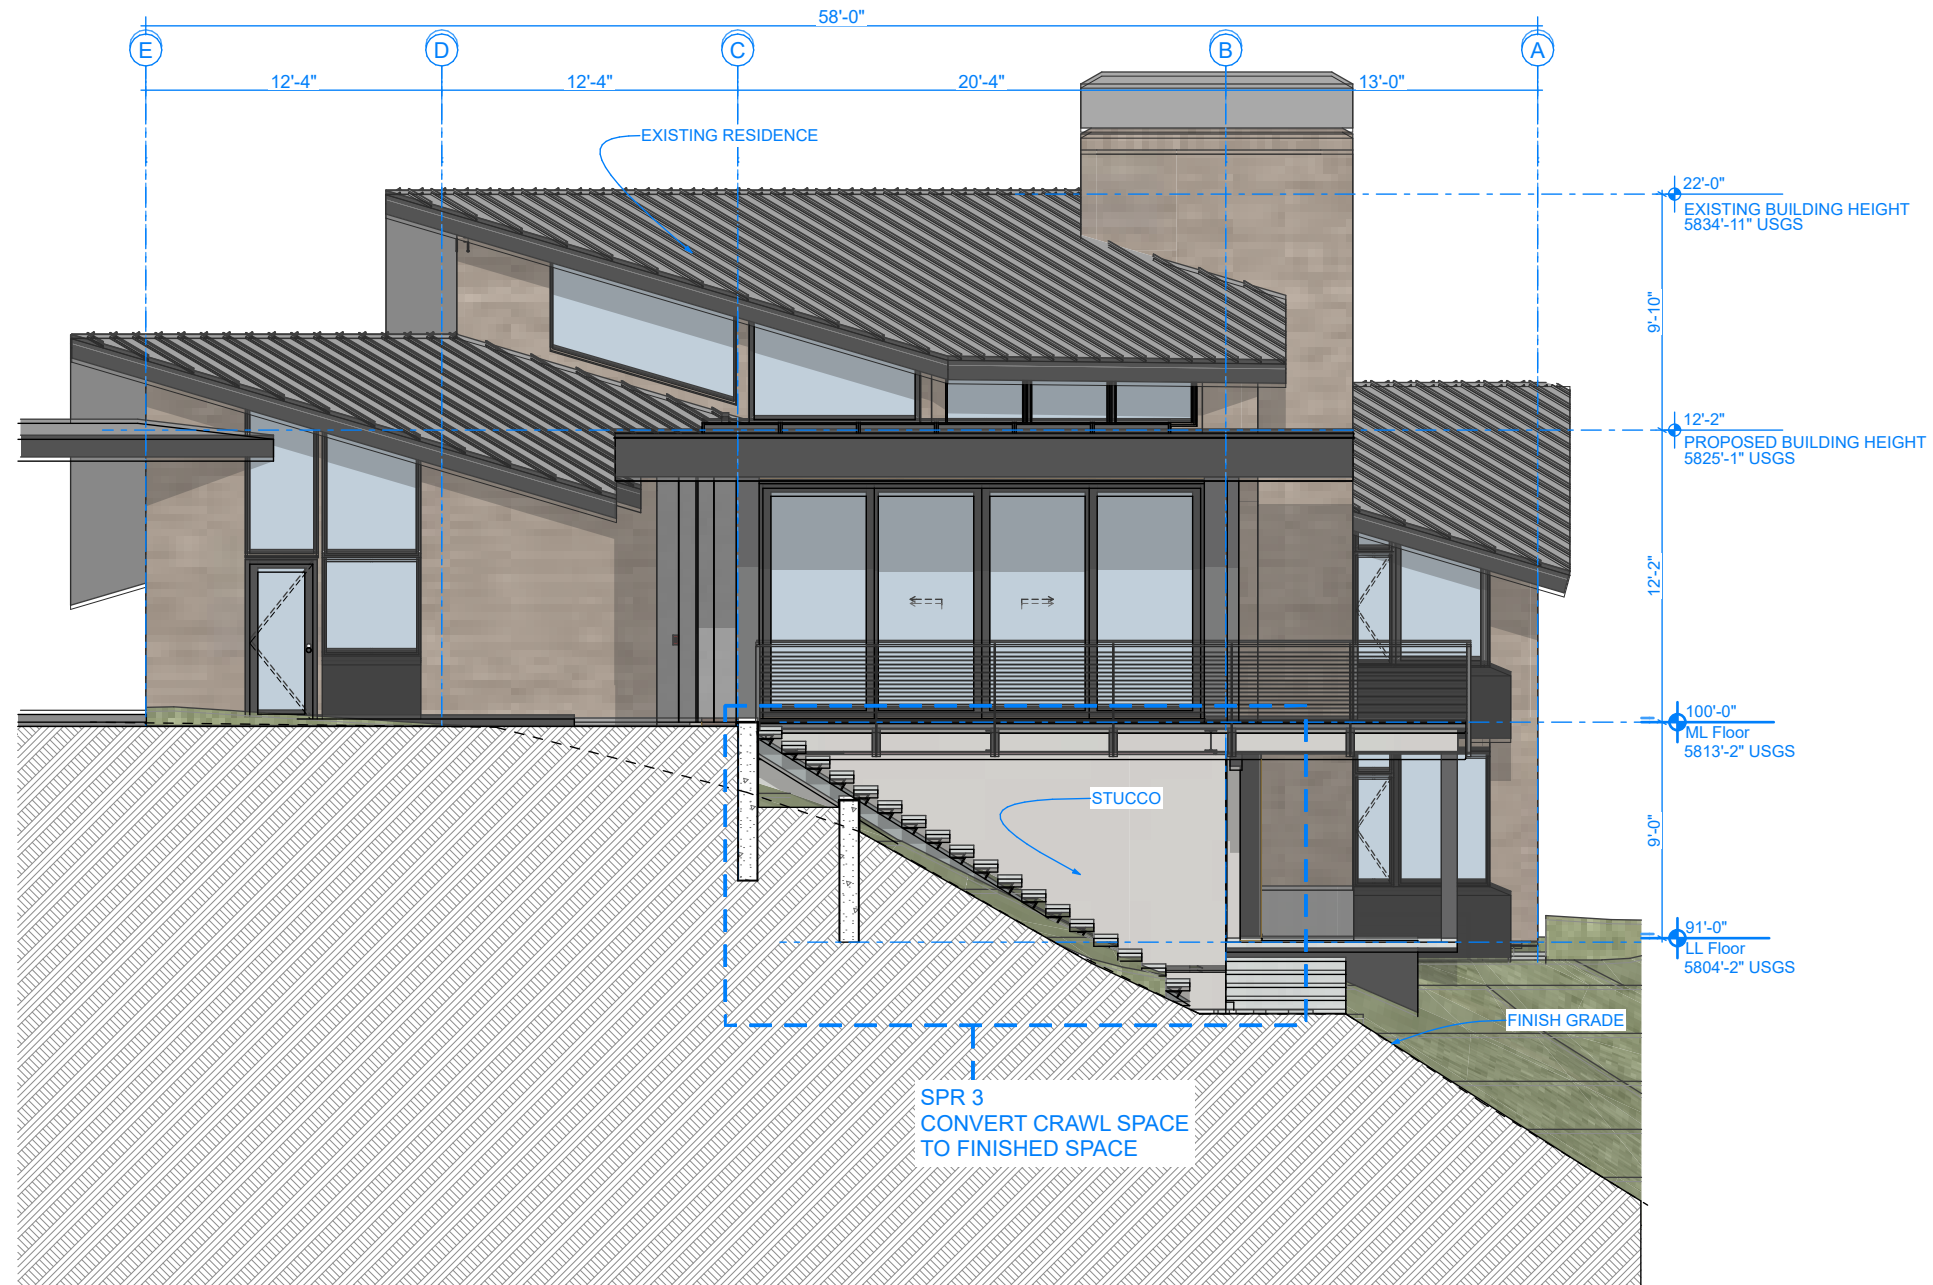 58'-0"
E
D
C
B
A
12'-4"
12'-4"
20'-4"
13'-0"
EXISTING RESIDENCE
22'-0"
EXISTING BUILDING HEIGHT
5834'-11" USGS
9'-10"
12'-2"
PROPOSED BUILDING HEIGHT
5825'-1" USGS
12'-2"
100'-0"
ML Floor
5813'-2" USGS
STUCCO
9'-0"
91'-0"
LL Floor
5804'-2" USGS
FINISH GRADE
SPR 3
CONVERT CRAWL SPACE
TO FINISHED SPACE